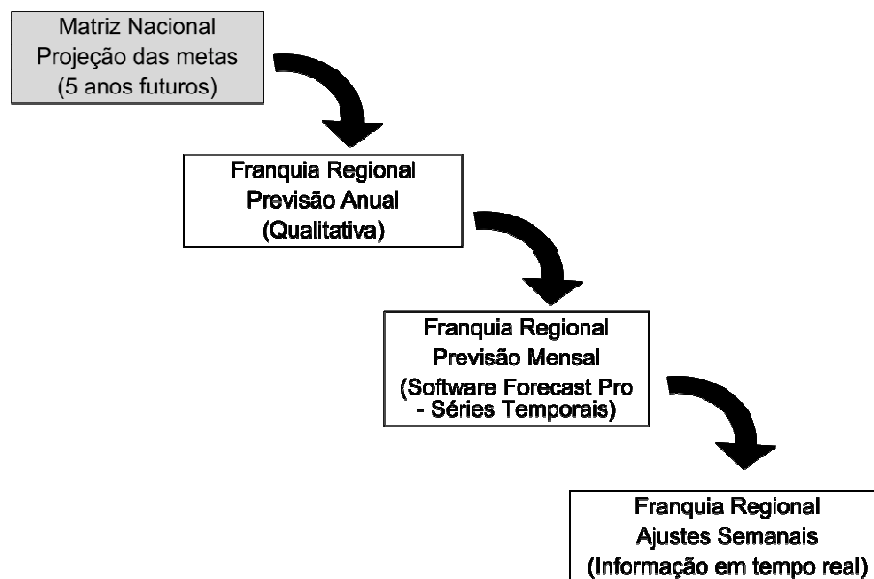 Matriz Nacional
Projeção das metas
(5 anos futuros)
Franquia Regional
Previsão Anual
(Qualitativa)
Franquia Regional
Previsão Mensal
(Software Forecast Pro
- Séries Temporais)
Franquia Regional
Ajustes Semanais
(Informação em tempo real)